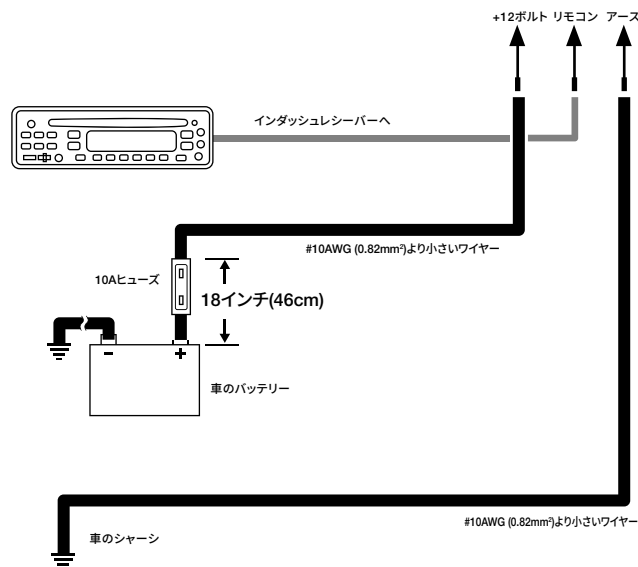 +12ボルト リモコン アース
インダッシュレシーバーへ
#10AWG (0.82mm²)より小さいワイヤー
10Aヒューズ
18インチ(46cm)
− +
車のバッテリー
#10AWG (0.82mm²)より小さいワイヤー
車のシャーシ